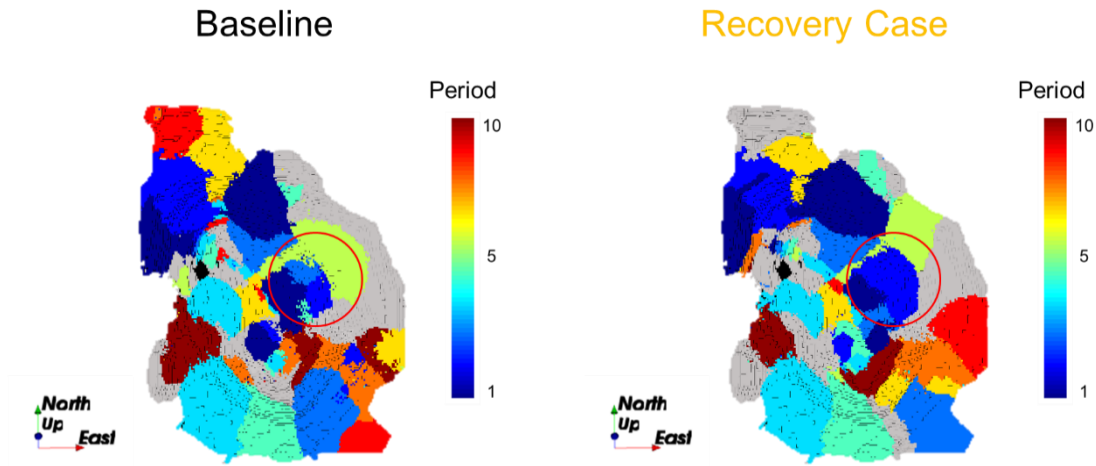 Baseline
Recovery Case
Period
10
5
1
North
Up
East
Period
10
5
1
North
Up
East